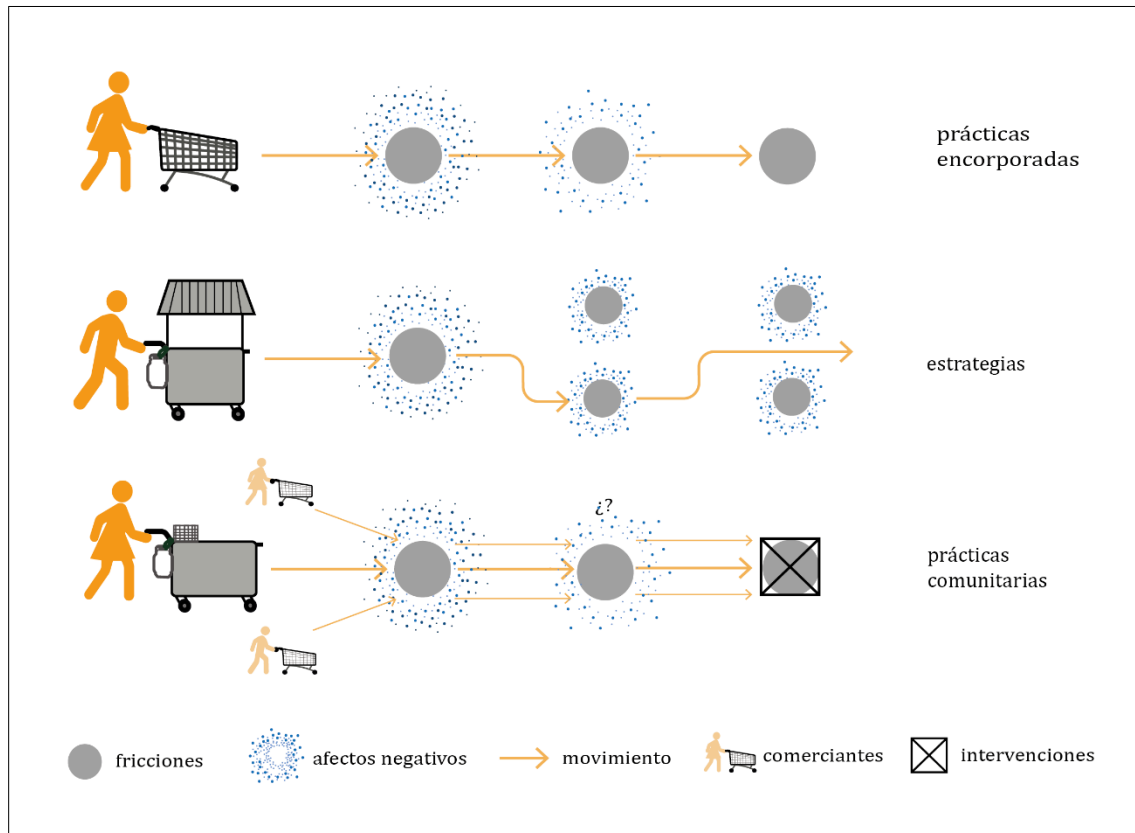 prácticas
encorporadas
estrategias
¿?
prácticas
comunitarias
fricciones
afectos negativos
movimiento
comerciantes
intervenciones